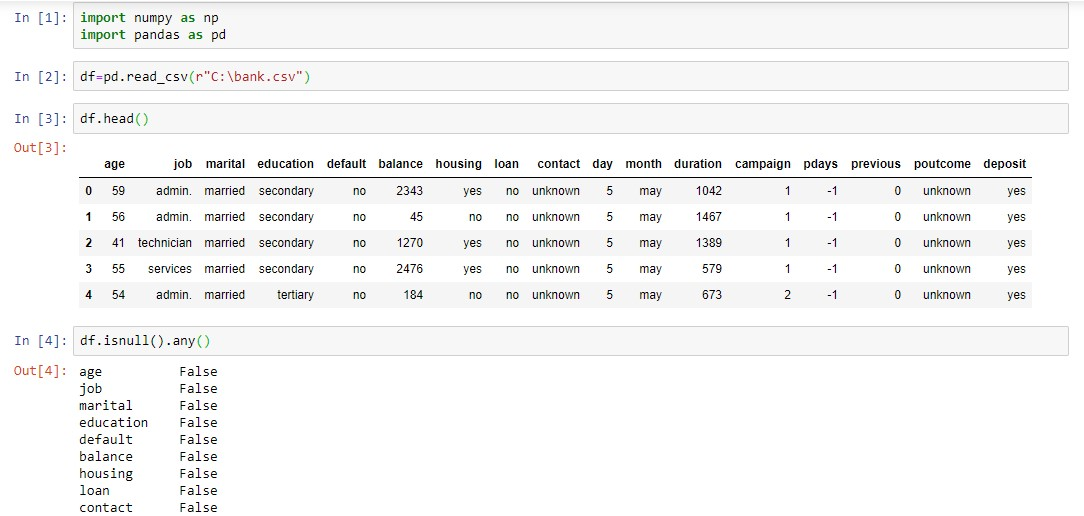 In [1]: import numpy as np
import pandas as pd
In [2]: df=pd.read_csv(r"C:\bank.csv")
In [3]: df.head()
Out[3]:
age job marital education default balance housing loan contact day month duration campaign pdays previous poutcome deposit
0 59 admin. married secondary no 2343 yes no unknown 5 may 1042 1 -1 0 unknown yes
1 56 admin. married secondary no 45 no no unknown 5 may 1467 1 -1 0 unknown yes
2 41 technician married secondary no 1270 yes no unknown 5 may 1389 1 -1 0 unknown yes
3 55 services married secondary no 2476 yes no unknown 5 may 579 1 -1 0 unknown yes
4 54 admin. married tertiary no 184 no no unknown 5 may 673 2 -1 0 unknown yes
In [4]: df.isnull().any()
Out[4]: age False
job False
marital False
education False
default False
balance False
housing False
loan False
contact False